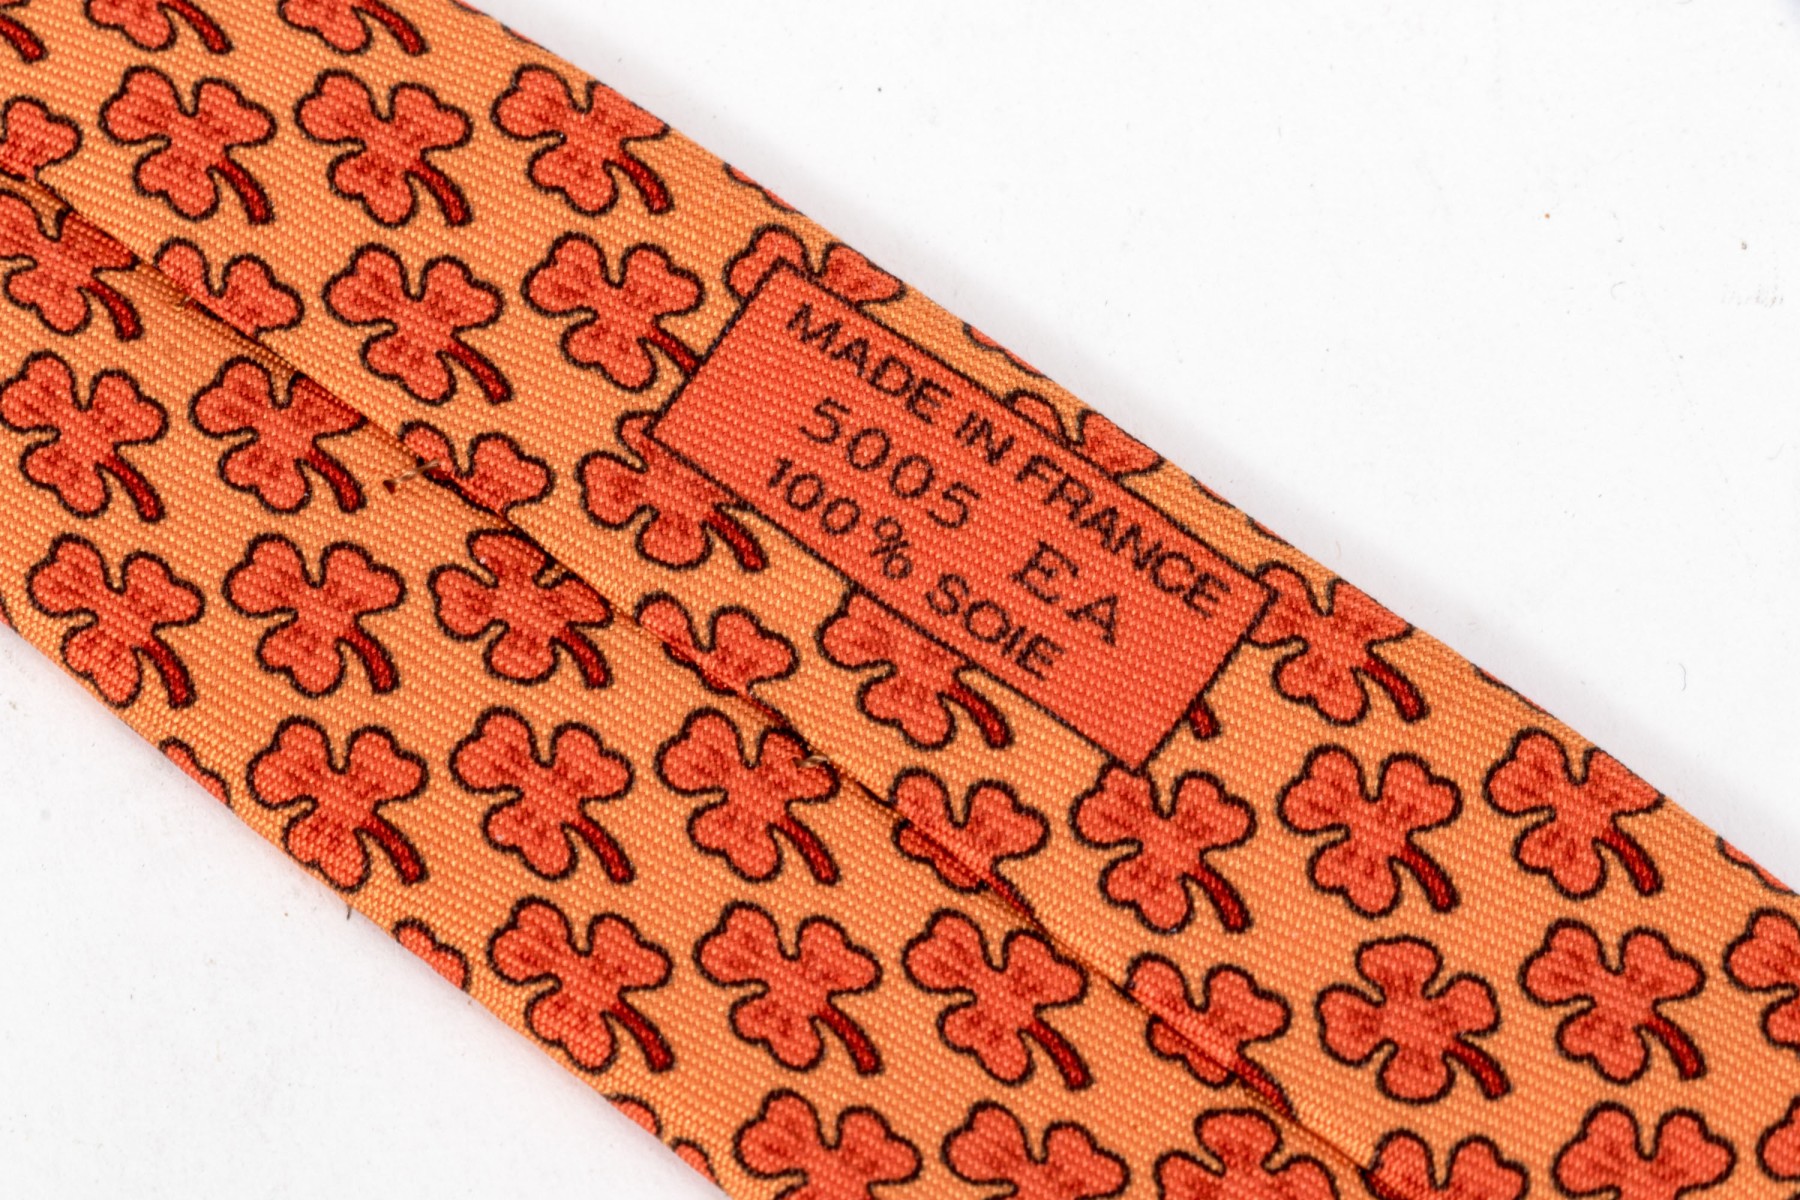 MADE IN FRANCE
5005 EA
100% SOIE